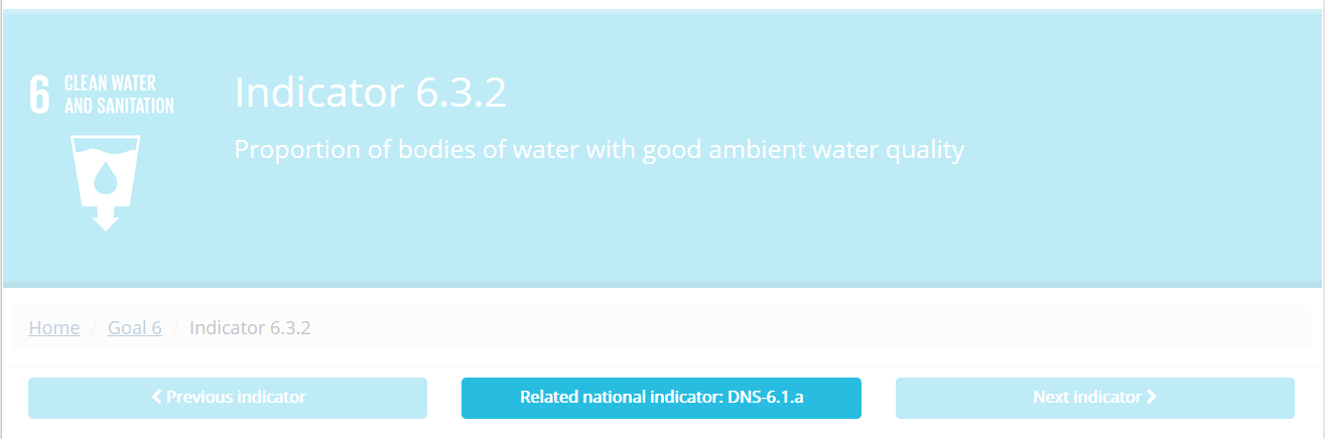 6 CLEAN WATER
AND SANITATION
Indicator 6.3.2
Proportion of bodies of water with good ambient water quality
Home / Goal 6 / Indicator 6.3.2
Previous indicator
Related national indicator: DNS-6.1.a
Next indicator